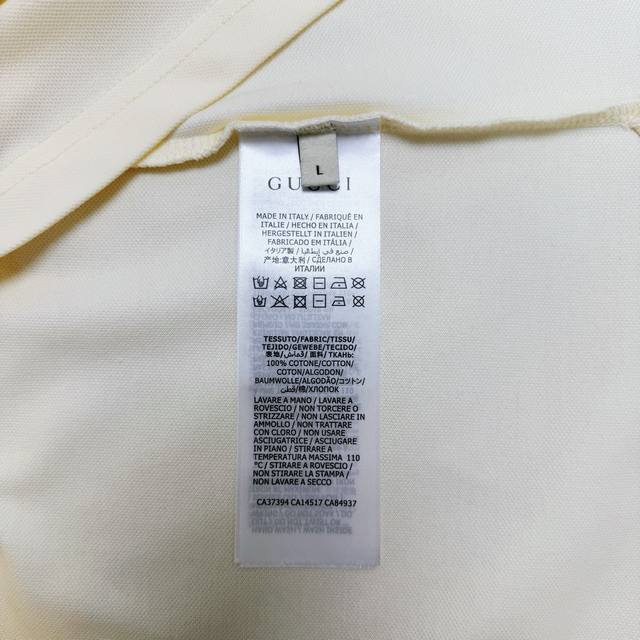 L
GUCCI
MADE IN ITALY / FABRIQUÉ EN
ITALIE / HECHO EN ITALIA /
HERGESTELLT IN ITALIEN /
FABRICADO EM ITÁLIA /
イタリア製 / صنع في إيطاليا /
产地:意大利 / СДЕЛАНО В
ИТАЛИИ
TESSUTO/FABRIC/TISSU/
TEJIDO/GEWEBE/TECIDO/
表地/قماش/面料/ТКАНЬ:
100% COTONE/COTTON/
COTON/ALGODON/
BAUMWOLLE/ALGODÃO/コットン/
قطن/棉/ХЛОПОК
LAVARE A MANO / LAVARE A
ROVESCIO / NON TORCERE O
STRIZZARE / NON LASCIARE IN
AMMOLLO / NON TRATTARE
CON CLORO / NON USARE
ASCIUGATRICE / ASCIUGARE
IN PIANO / STIRARE A
TEMPERATURA MASSIMA 110
°C / STIRARE A ROVESCIO /
NON STIRARE LA STAMPA /
NON LAVARE A SECCO
CA37394 CA14517 CA84937